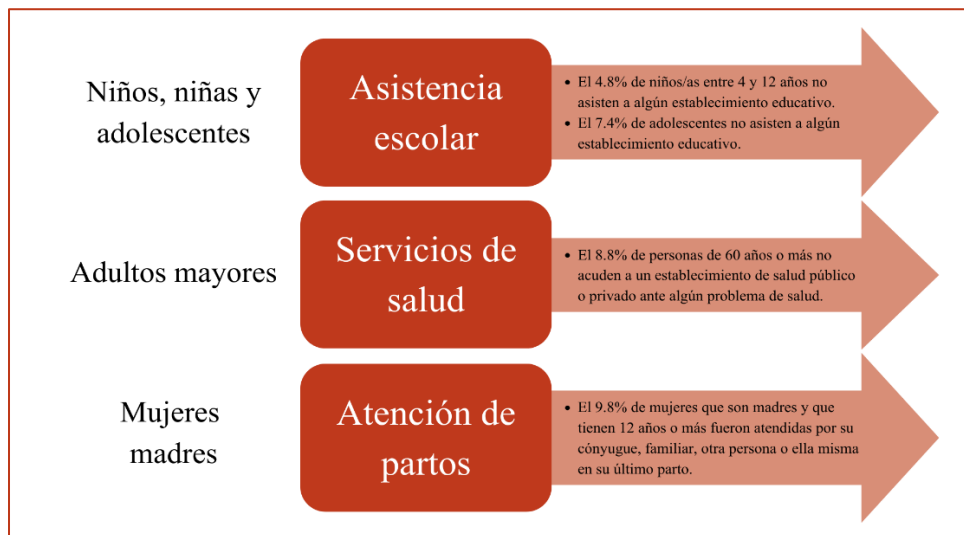 Niños, niñas y
adolescentes
Asistencia
escolar
• El 4.8% de niños/as entre 4 y 12 años no
asisten a algún establecimiento educativo.
• El 7.4% de adolescentes no asisten a algún
establecimiento educativo.
Adultos mayores
Servicios de
salud
• El 8.8% de personas de 60 años o más no
acuden a un establecimiento de salud público
o privado ante algún problema de salud.
Mujeres
madres
Atención de
partos
• El 9.8% de mujeres que son madres y que
tienen 12 años o más fueron atendidas por su
cónyugue, familiar, otra persona o ella misma
en su último parto.